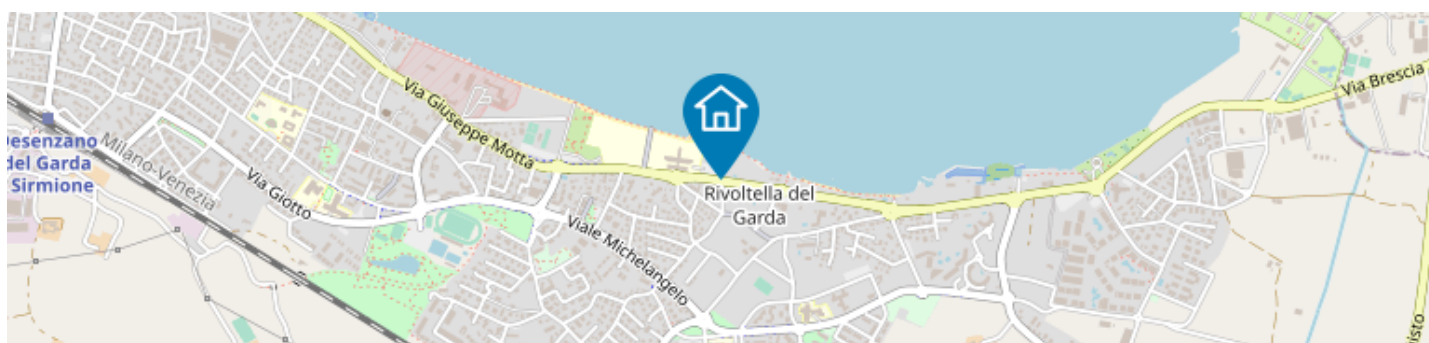 Via Giuseppe Motta
Via Brescia
Desenzano
del Garda
Sirmione
Milano-Venezia
Via Giotto
Viale Michelangelo
Rivoltella del
Garda